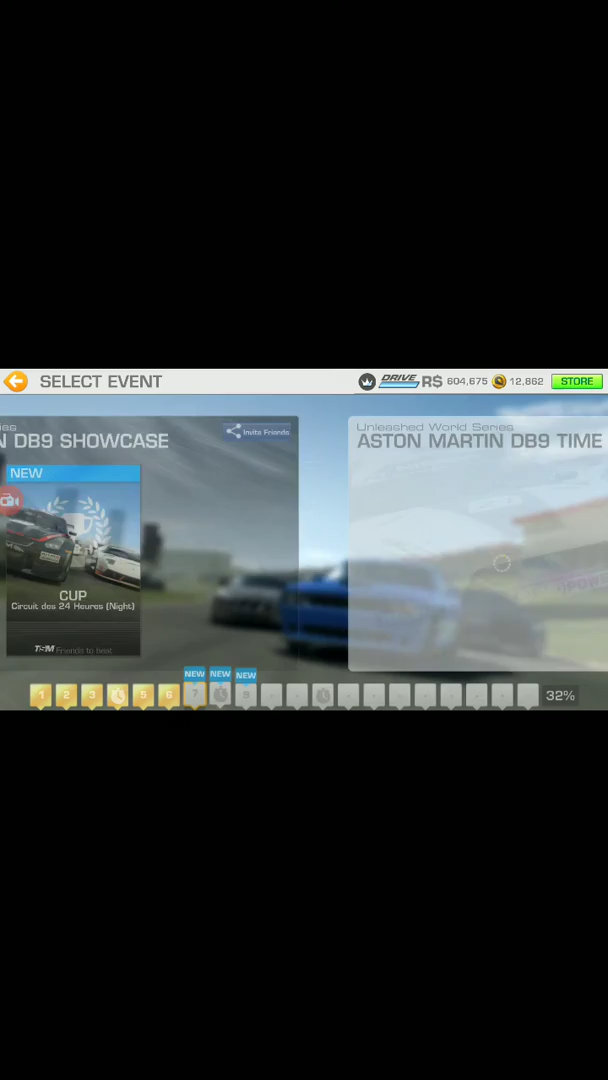 SELECT EVENT
DRIVE R$ 604,675 12,862 STORE
N DB9 SHOWCASE
Invite Friends
Unleashed World Series
ASTON MARTIN DB9 TIME
NEW
CUP
Circuit des 24 Heures (Night)
Friends to beat
NEW NEW NEW
1 2 3 5 6 7 9 32%